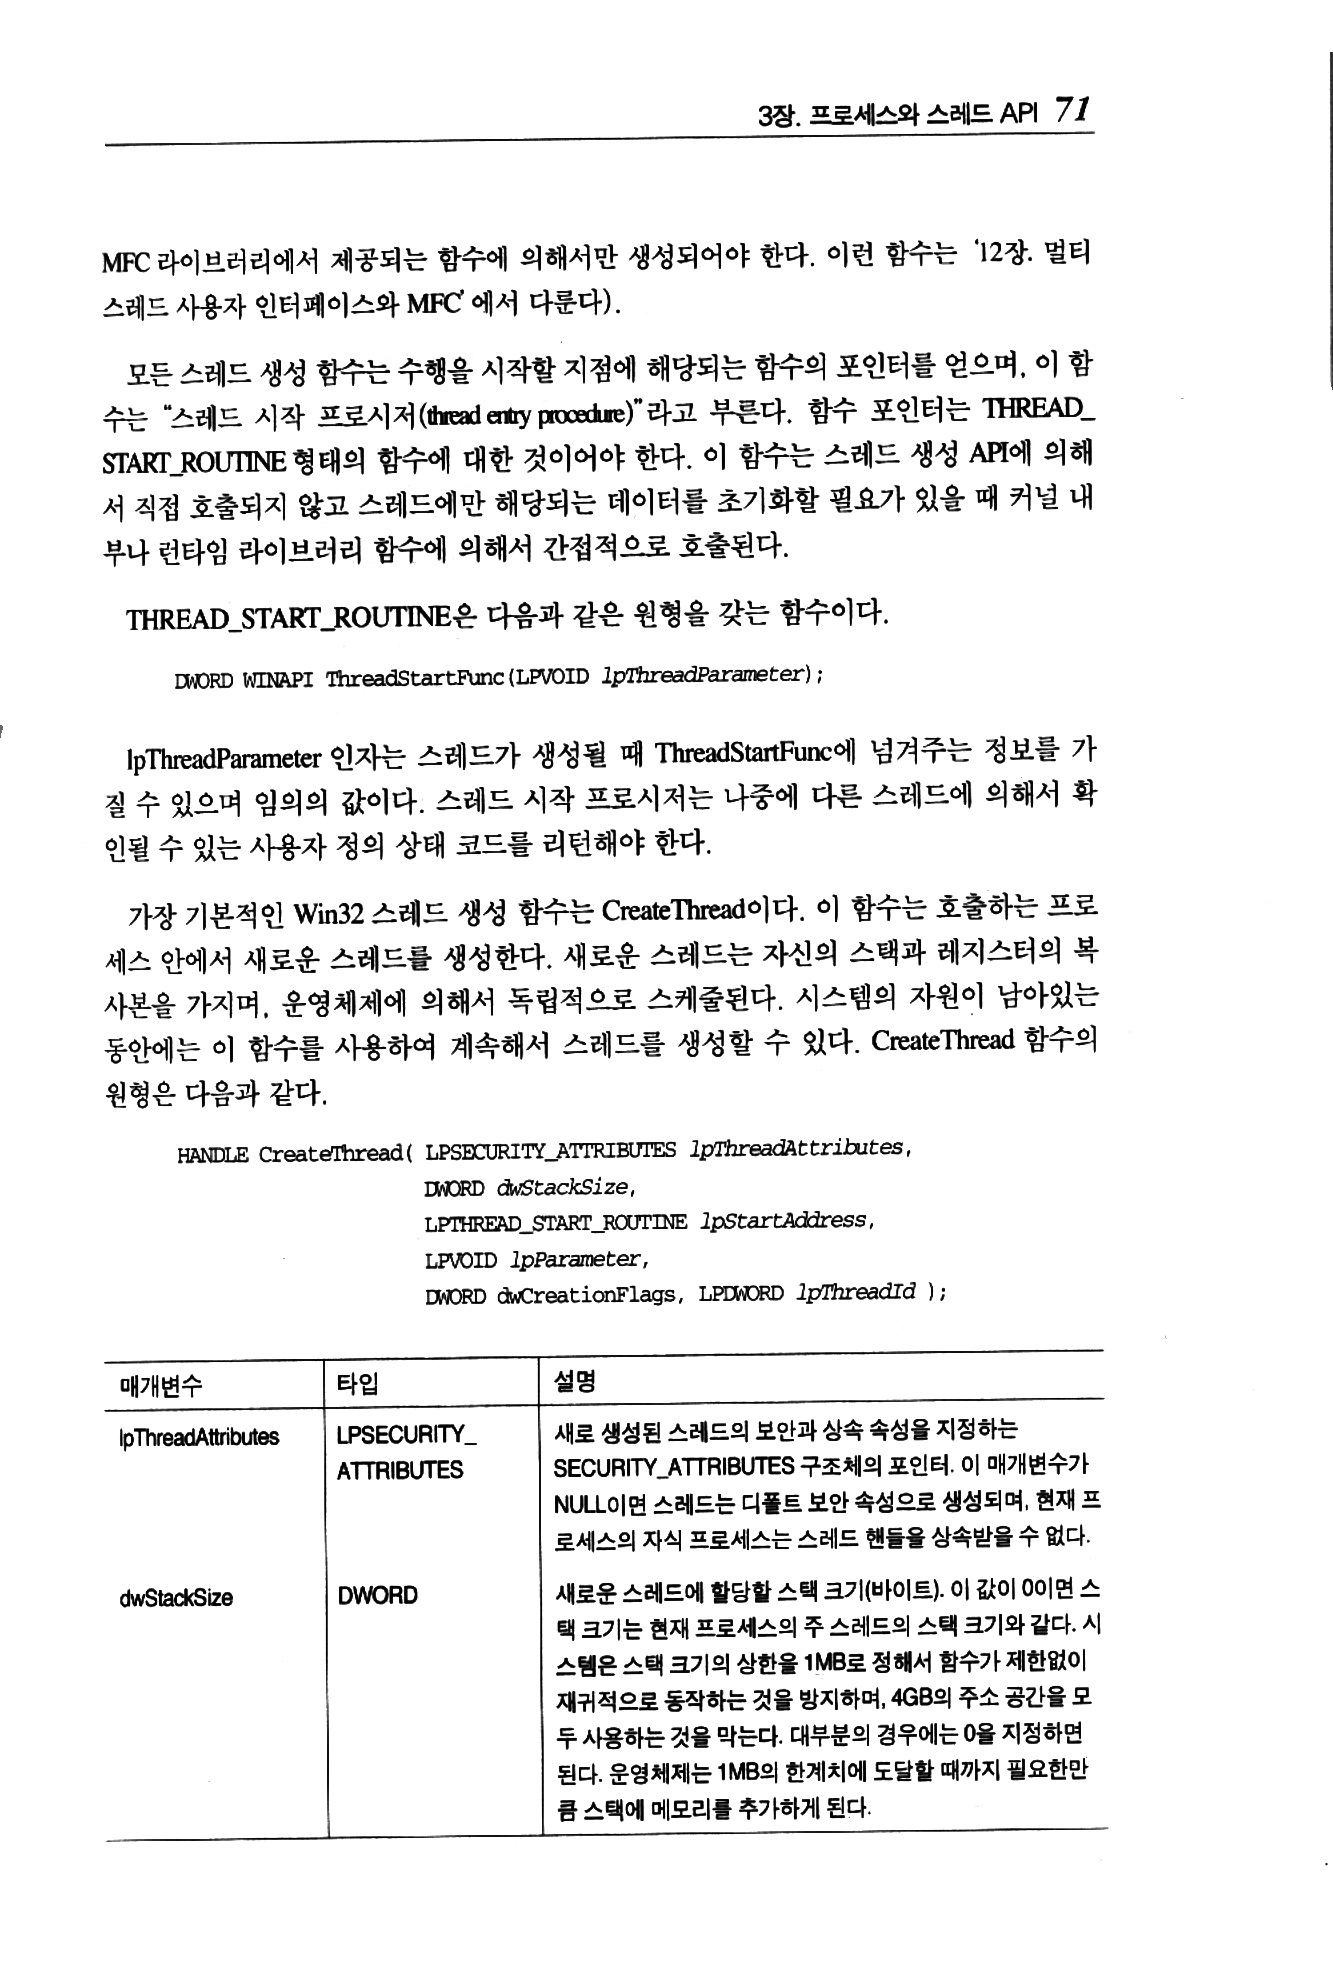 3장. 프로세스와 스레드 API 71
MFC 라이브러리에서 제공되는 함수에 의해서만 생성되어야 한다. 이런 함수는 '12장. 멀티
스레드 사용자 인터페이스와 MFC'에서 다룬다).
모든 스레드 생성 함수는 수행을 시작할 지점에 해당되는 함수의 포인터를 얻으며, 이 함
수는 "스레드 시작 프로시저(thread entry procedure)"라고 부른다. 함수 포인터는 THREAD_
START_ROUTINE 형태의 함수에 대한 것이어야 한다. 이 함수는 스레드 생성 API에 의해
서 직접 호출되지 않고 스레드에만 해당되는 데이터를 초기화할 필요가 있을 때 커널 내
부나 런타임 라이브러리 함수에 의해서 간접적으로 호출된다.
THREAD_START_ROUTINE은 다음과 같은 원형을 갖는 함수이다.
DWORD WINAPI ThreadStartFunc(LPVOID lpThreadParameter);
lpThreadParameter 인자는 스레드가 생성될 때 ThreadStartFunc에 넘겨주는 정보를 가
질 수 있으며 임의의 값이다. 스레드 시작 프로시저는 나중에 다른 스레드에 의해서 확
인될 수 있는 사용자 정의 상태 코드를 리턴해야 한다.
가장 기본적인 Win32 스레드 생성 함수는 CreateThread이다. 이 함수는 호출하는 프로
세스 안에서 새로운 스레드를 생성한다. 새로운 스레드는 자신의 스택과 레지스터의 복
사본을 가지며, 운영체제에 의해서 독립적으로 스케줄된다. 시스템의 자원이 남아있는
동안에는 이 함수를 사용하여 계속해서 스레드를 생성할 수 있다. CreateThread 함수의
원형은 다음과 같다.
HANDLE CreateThread( LPSECURITY_ATTRIBUTES lpThreadAttributes,
DWORD dwStackSize,
LPTHREAD_START_ROUTINE lpStartAddress,
LPVOID lpParameter,
DWORD dwCreationFlags, LPDWORD lpThreadId );
매개변수 타입 설명
lpThreadAttributes LPSECURITY_ 새로 생성된 스레드의 보안과 상속 속성을 지정하는
ATTRIBUTES SECURITY_ATTRIBUTES 구조체의 포인터. 이 매개변수가
NULL이면 스레드는 디폴트 보안 속성으로 생성되며, 현재 프
로세스의 자식 프로세스는 스레드 핸들을 상속받을 수 없다.
dwStackSize DWORD 새로운 스레드에 할당할 스택 크기(바이트). 이 값이 0이면 스
택 크기는 현재 프로세스의 주 스레드의 스택 크기와 같다. 시
스템은 스택 크기의 상한을 1MB로 정해서 함수가 제한없이
재귀적으로 동작하는 것을 방지하며, 4GB의 주소 공간을 모
두 사용하는 것을 막는다. 대부분의 경우에는 0을 지정하면
된다. 운영체제는 1MB의 한계치에 도달할 때까지 필요한만
큼 스택에 메모리를 추가하게 된다.